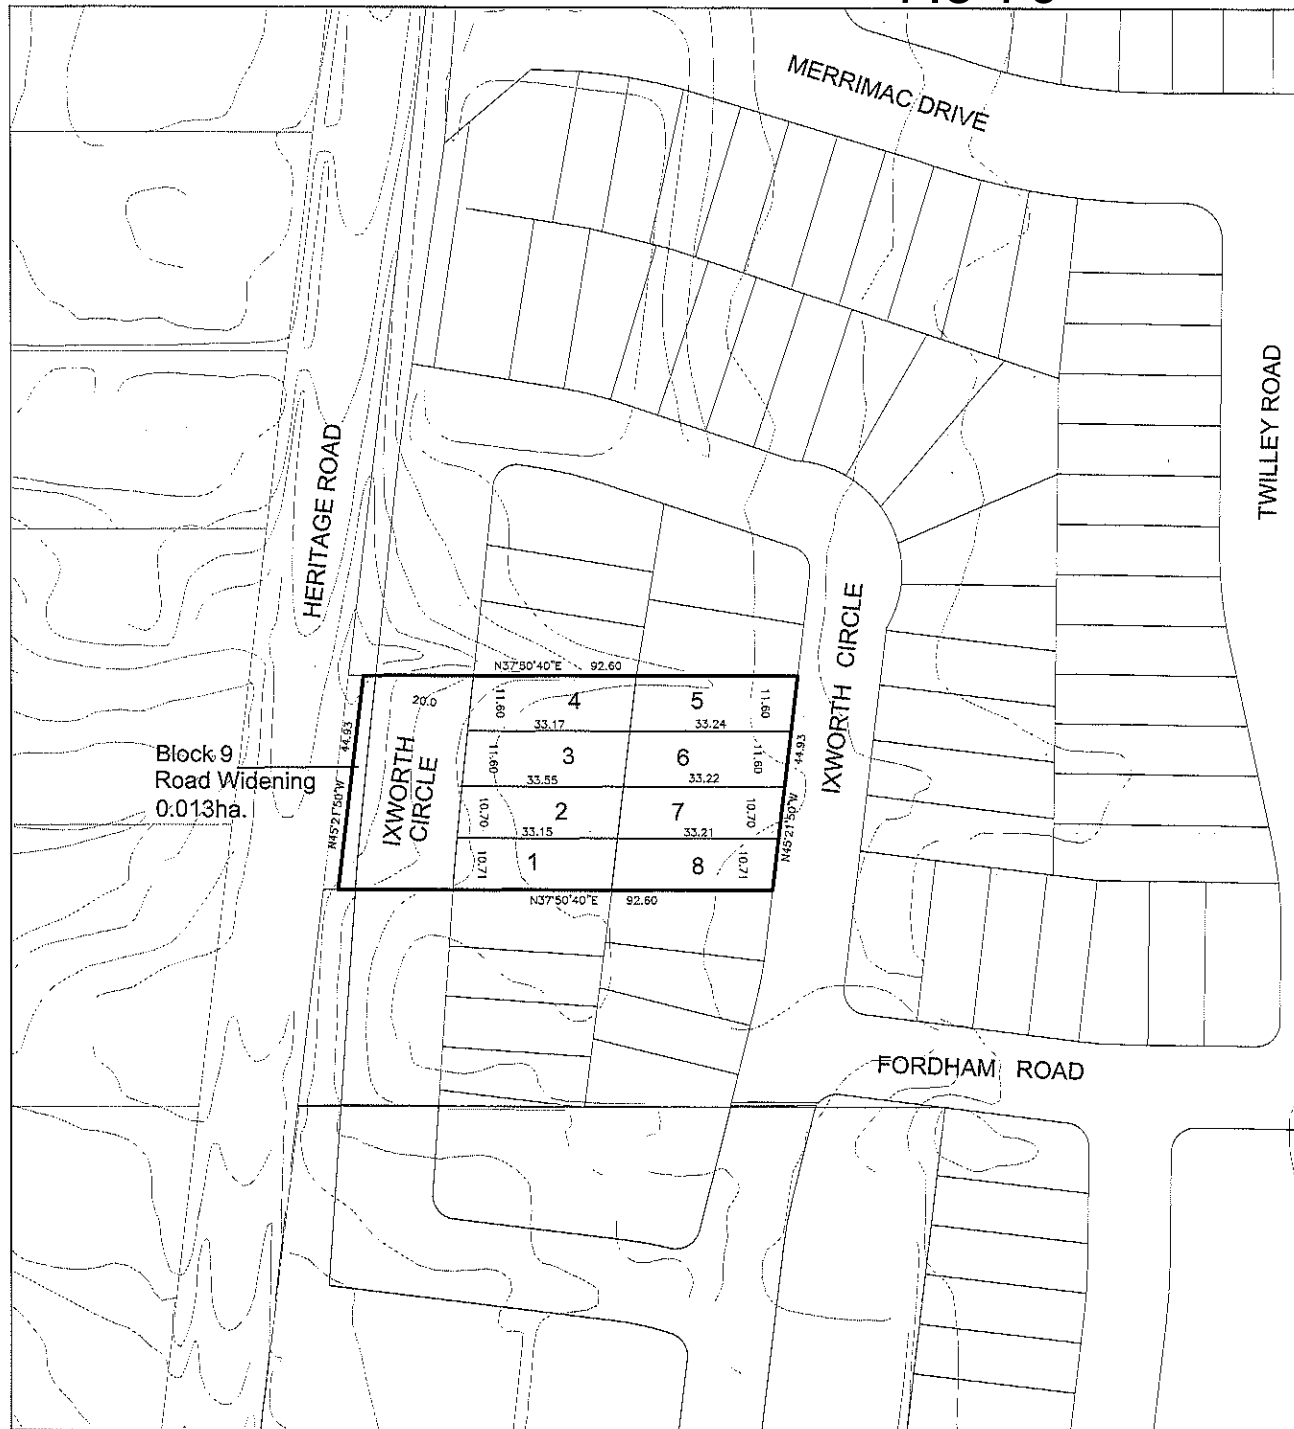 MERRIMAC DRIVE
TWILLEY ROAD
HERITAGE ROAD
IXWORTH CIRCLE
N37°50'40"E 92.60
20.0
11.60
4
5
11.60
33.17
33.24
44.93
44.93
Block 9
Road Widening
0.013ha.
IXWORTH
CIRCLE
11.60
3
6
11.60
33.55
33.22
N45°21'50"W
10.70
2
7
10.70
33.15
33.21
N45°21'50"W
10.71
1
8
10.71
N37°50'40"E 92.60
FORDHAM ROAD